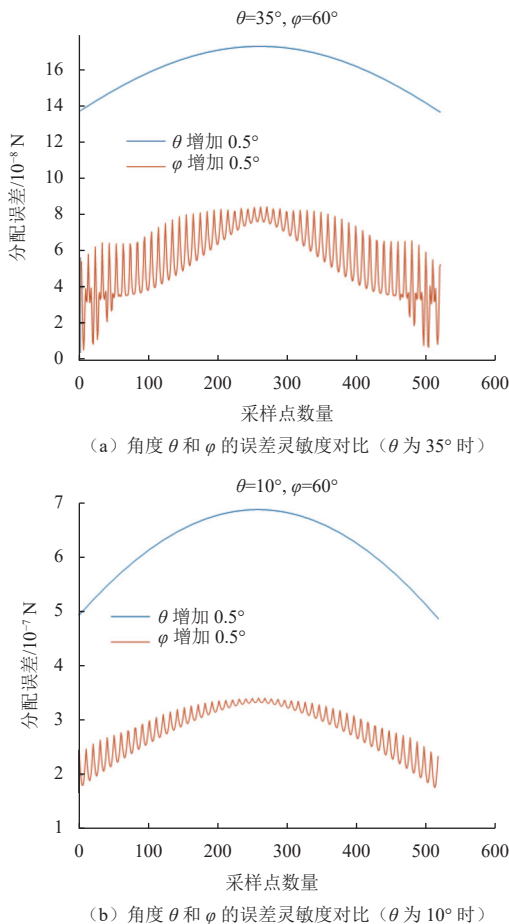 θ=35°, φ=60°
16
14
12
10
8
6
4
2
0
分配误差/10⁻⁸ N
θ 增加 0.5°
φ 增加 0.5°
0 100 200 300 400 500 600
采样点数量
（a）角度 θ 和 φ 的误差灵敏度对比（θ 为 35° 时）
θ=10°, φ=60°
7
6
5
4
3
2
1
分配误差/10⁻⁷ N
θ 增加 0.5°
φ 增加 0.5°
0 100 200 300 400 500 600
采样点数量
（b）角度 θ 和 φ 的误差灵敏度对比（θ 为 10° 时）